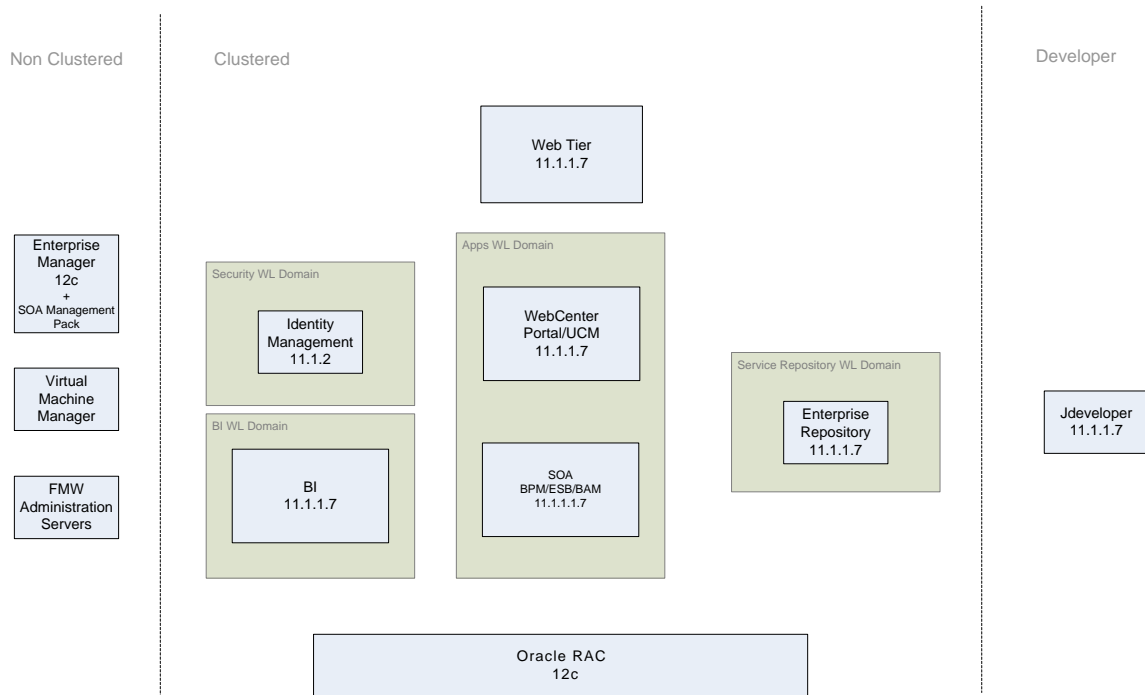 Non Clustered
Clustered
Developer
Web Tier
11.1.1.7
Enterprise
Manager
12c
+
SOA Management
Pack
Virtual
Machine
Manager
FMW
Administration
Servers
Security WL Domain
Identity
Management
11.1.2
BI WL Domain
BI
11.1.1.7
Apps WL Domain
WebCenter
Portal/UCM
11.1.1.7
SOA
BPM/ESB/BAM
11.1.1.1.7
Service Repository WL Domain
Enterprise
Repository
11.1.1.7
Jdeveloper
11.1.1.7
Oracle RAC
12c